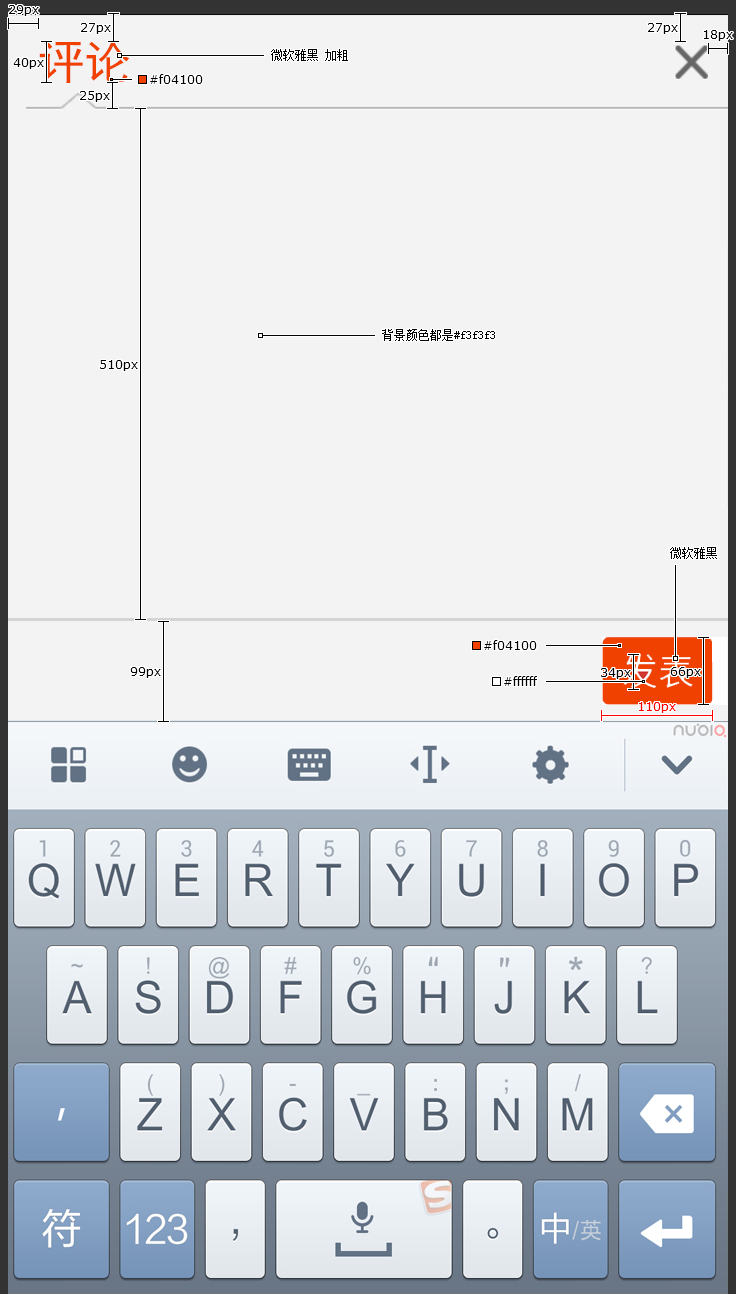 29px
27px
27px
18px
40px
评论
微软雅黑 加粗
#f04100
25px
510px
背景颜色都是#f3f3f3
微软雅黑
99px
#f04100
#ffffff
34px
发表
66px
110px
nubia
1 2 3 4 5 6 7 8 9 0
Q W E R T Y U I O P
~ ! @ # % “ ” * ?
A S D F G H J K L
( ) - _ : ; /
, Z X C V B N M
符 123 , S 。 中/英